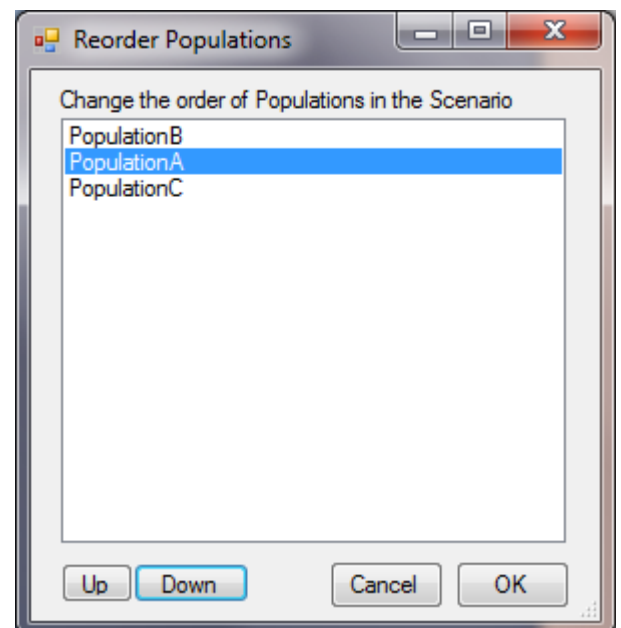 Reorder Populations
Change the order of Populations in the Scenario
PopulationB
PopulationA
PopulationC
Up Down Cancel OK